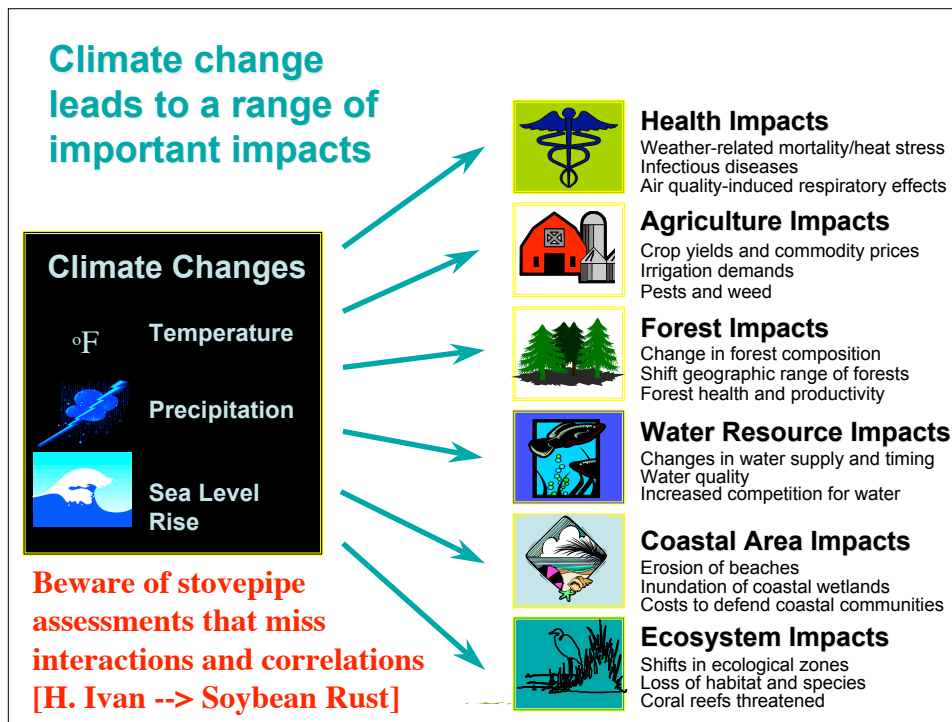 Climate change
leads to a range of
important impacts
Climate Changes
°F
Temperature
Precipitation
Sea Level
Rise
Beware of stovepipe
assessments that miss
interactions and correlations
[H. Ivan --> Soybean Rust]
Health Impacts
Weather-related mortality/heat stress
Infectious diseases
Air quality-induced respiratory effects
Agriculture Impacts
Crop yields and commodity prices
Irrigation demands
Pests and weed
Forest Impacts
Change in forest composition
Shift geographic range of forests
Forest health and productivity
Water Resource Impacts
Changes in water supply and timing
Water quality
Increased competition for water
Coastal Area Impacts
Erosion of beaches
Inundation of coastal wetlands
Costs to defend coastal communities
Ecosystem Impacts
Shifts in ecological zones
Loss of habitat and species
Coral reefs threatened